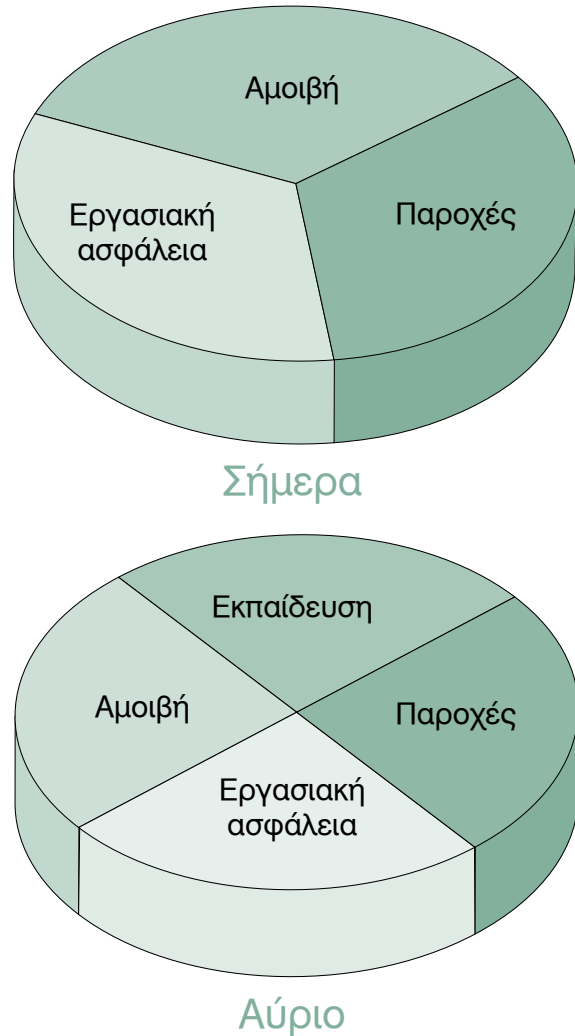 Αμοιβή
Εργασιακή
ασφάλεια
Παροχές
Σήμερα
Εκπαίδευση
Αμοιβή
Παροχές
Εργασιακή
ασφάλεια
Αύριο